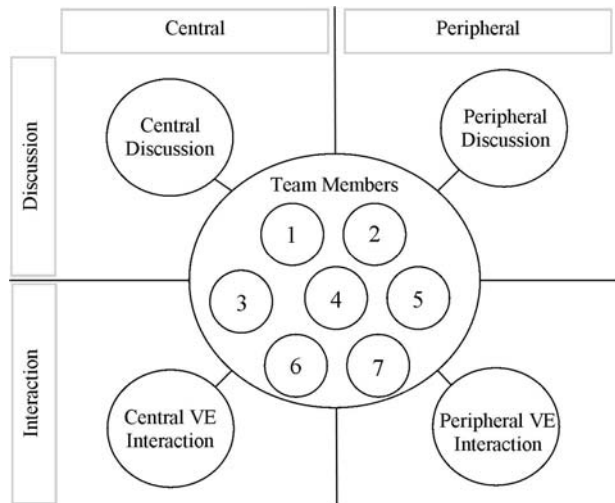 Central
Peripheral
Discussion
Central
Discussion
Peripheral
Discussion
Team Members
1
2
3
4
5
6
7
Interaction
Central VE
Interaction
Peripheral VE
Interaction